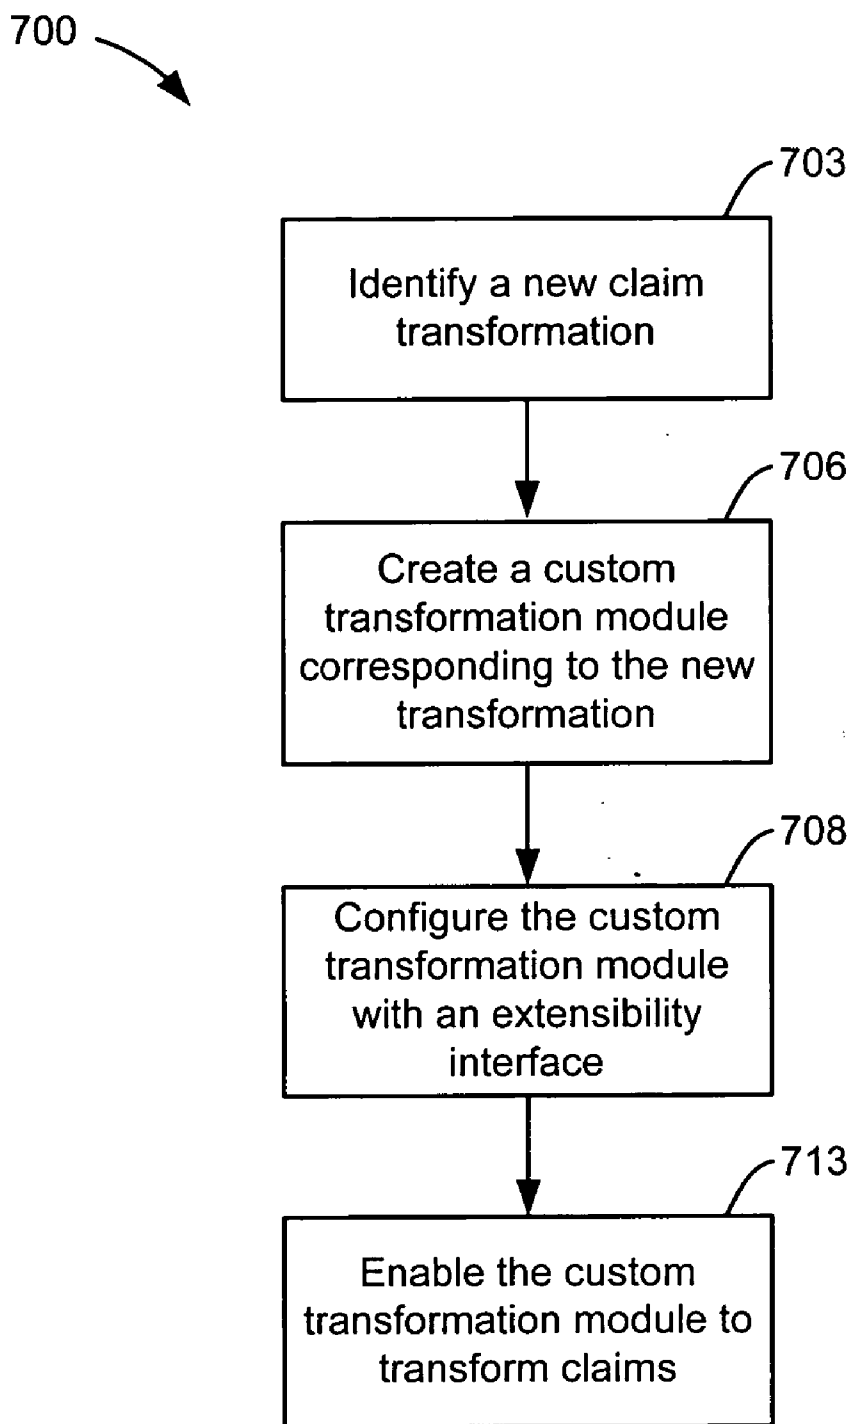 700
703
Identify a new claim
transformation
706
Create a custom
transformation module
corresponding to the new
transformation
708
Configure the custom
transformation module
with an extensibility
interface
713
Enable the custom
transformation module to
transform claims